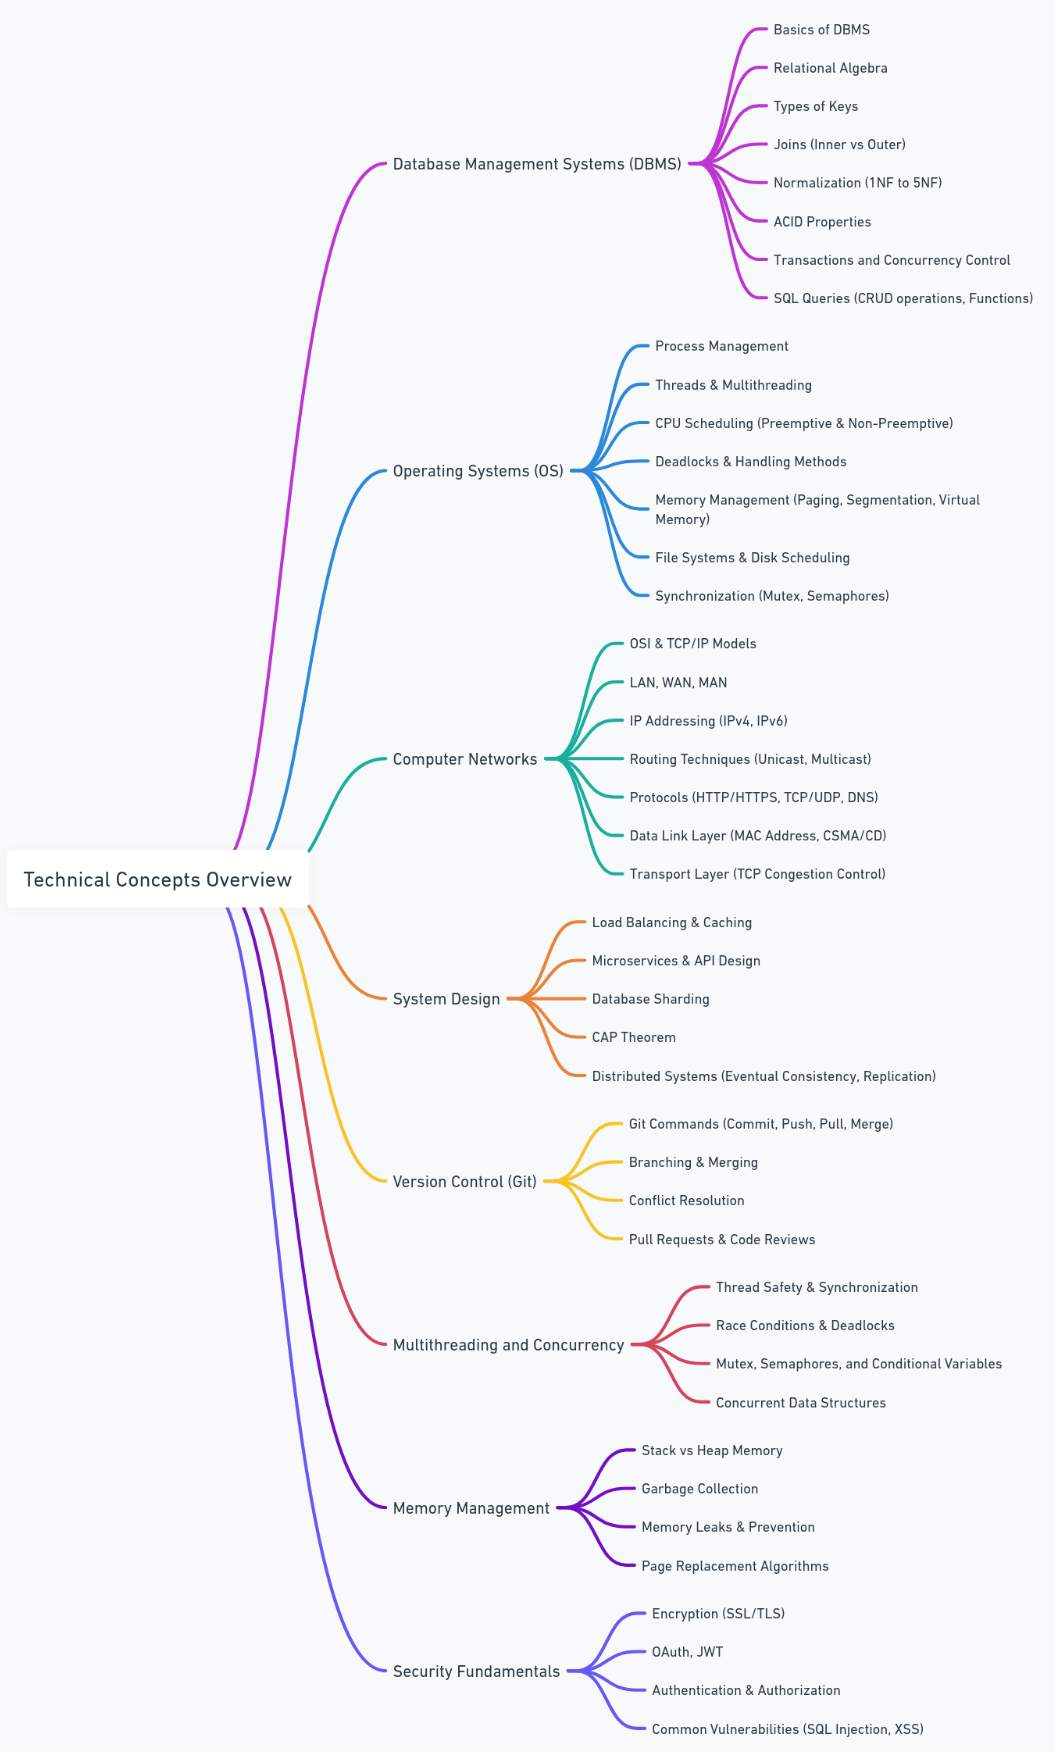 Technical Concepts Overview
Database Management Systems (DBMS)
Basics of DBMS
Relational Algebra
Types of Keys
Joins (Inner vs Outer)
Normalization (1NF to 5NF)
ACID Properties
Transactions and Concurrency Control
SQL Queries (CRUD operations, Functions)
Operating Systems (OS)
Process Management
Threads & Multithreading
CPU Scheduling (Preemptive & Non-Preemptive)
Deadlocks & Handling Methods
Memory Management (Paging, Segmentation, Virtual
Memory)
File Systems & Disk Scheduling
Synchronization (Mutex, Semaphores)
Computer Networks
OSI & TCP/IP Models
LAN, WAN, MAN
IP Addressing (IPv4, IPv6)
Routing Techniques (Unicast, Multicast)
Protocols (HTTP/HTTPS, TCP/UDP, DNS)
Data Link Layer (MAC Address, CSMA/CD)
Transport Layer (TCP Congestion Control)
System Design
Load Balancing & Caching
Microservices & API Design
Database Sharding
CAP Theorem
Distributed Systems (Eventual Consistency, Replication)
Version Control (Git)
Git Commands (Commit, Push, Pull, Merge)
Branching & Merging
Conflict Resolution
Pull Requests & Code Reviews
Multithreading and Concurrency
Thread Safety & Synchronization
Race Conditions & Deadlocks
Mutex, Semaphores, and Conditional Variables
Concurrent Data Structures
Memory Management
Stack vs Heap Memory
Garbage Collection
Memory Leaks & Prevention
Page Replacement Algorithms
Security Fundamentals
Encryption (SSL/TLS)
OAuth, JWT
Authentication & Authorization
Common Vulnerabilities (SQL Injection, XSS)